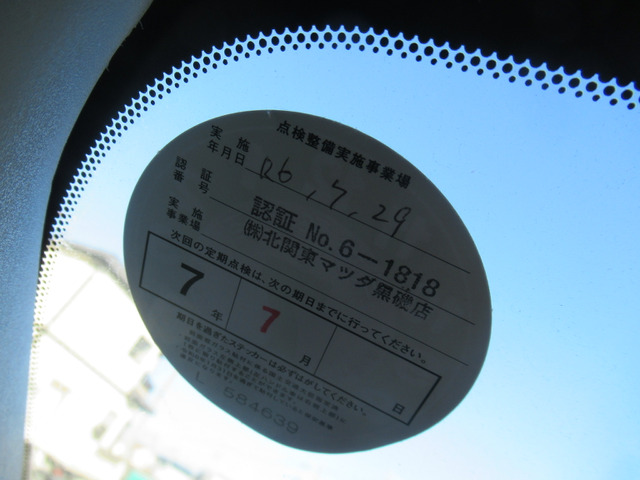 点検整備実施事業場
実施年月日 R6.7.29
認証番号 認証 No.6-1818
実施事業場 ㈱北関東マツダ黒磯店
次回の定期点検は、次の期日までに行ってください。
7年 7月 日
期日を過ぎたステッカーは必ずはがしてください。
L 584639